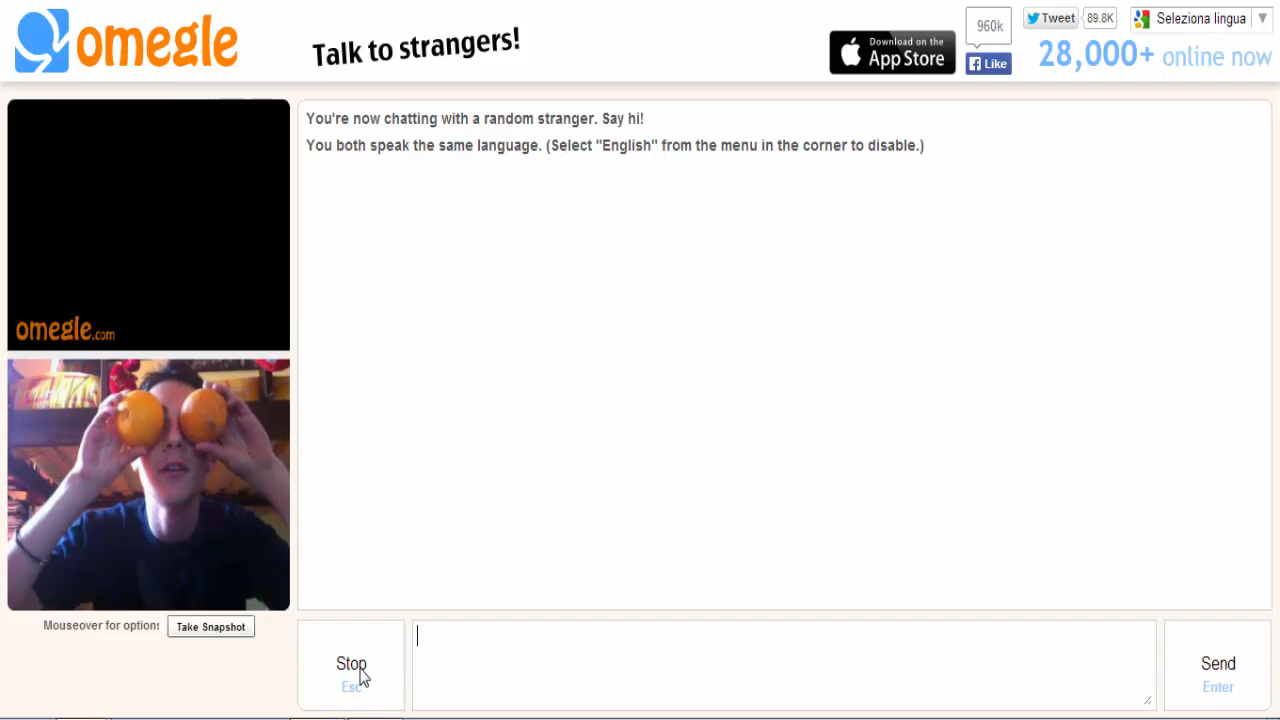 omegle
Talk to strangers!
Download on the
App Store
960k
Like
Tweet
89.8K
Seleziona lingua
28,000+ online now
You're now chatting with a random stranger. Say hi!
You both speak the same language. (Select "English" from the menu in the corner to disable.)
omegle.com
Mouseover for options
Take Snapshot
Stop
Esc
Send
Enter